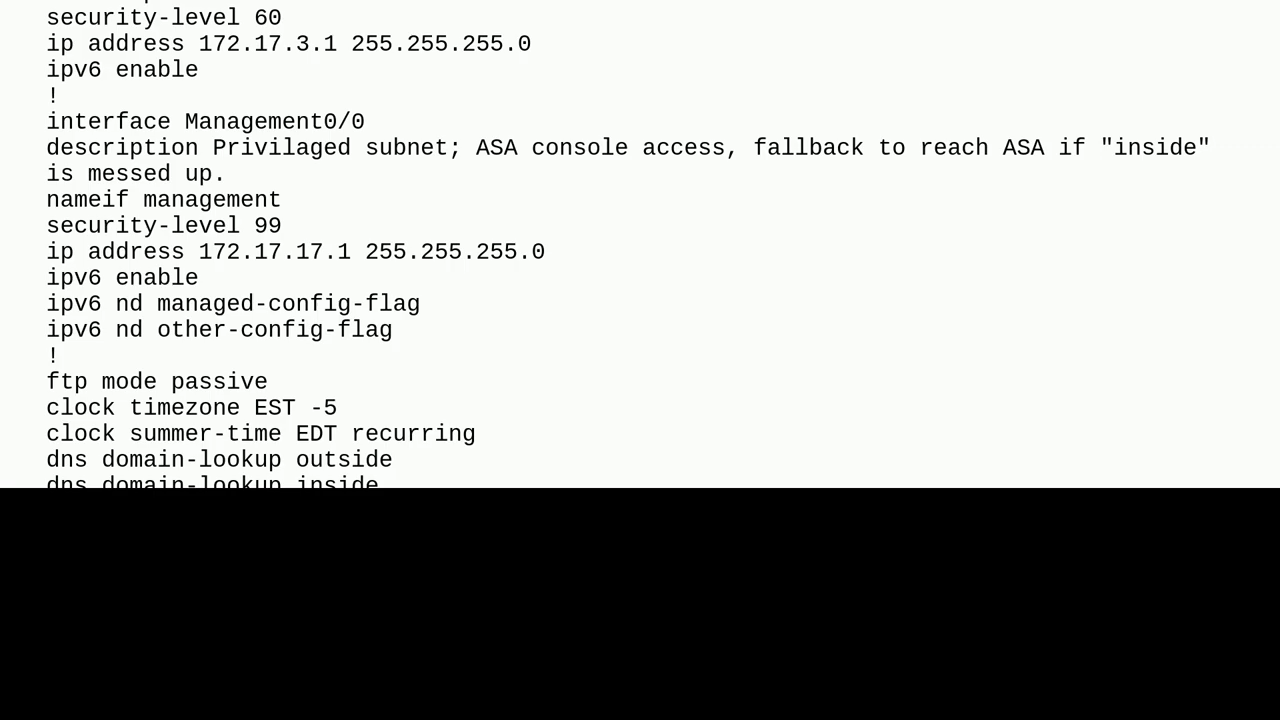 security-level 60
ip address 172.17.3.1 255.255.255.0
ipv6 enable
!
interface Management0/0
description Privilaged subnet; ASA console access, fallback to reach ASA if "inside"
is messed up.
nameif management
security-level 99
ip address 172.17.17.1 255.255.255.0
ipv6 enable
ipv6 nd managed-config-flag
ipv6 nd other-config-flag
!
ftp mode passive
clock timezone EST -5
clock summer-time EDT recurring
dns domain-lookup outside
dns domain-lookup inside